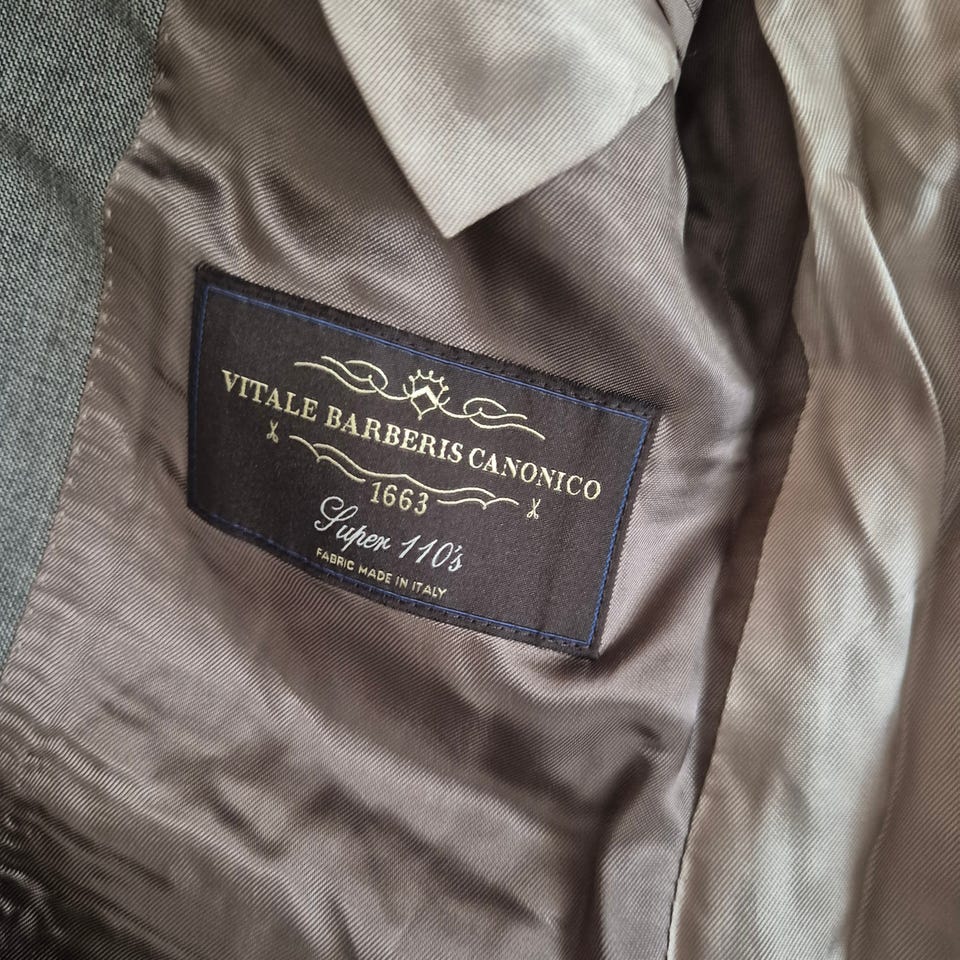 VITALE BARBERIS CANONICO
1663
Super 110's
FABRIC MADE IN ITALY